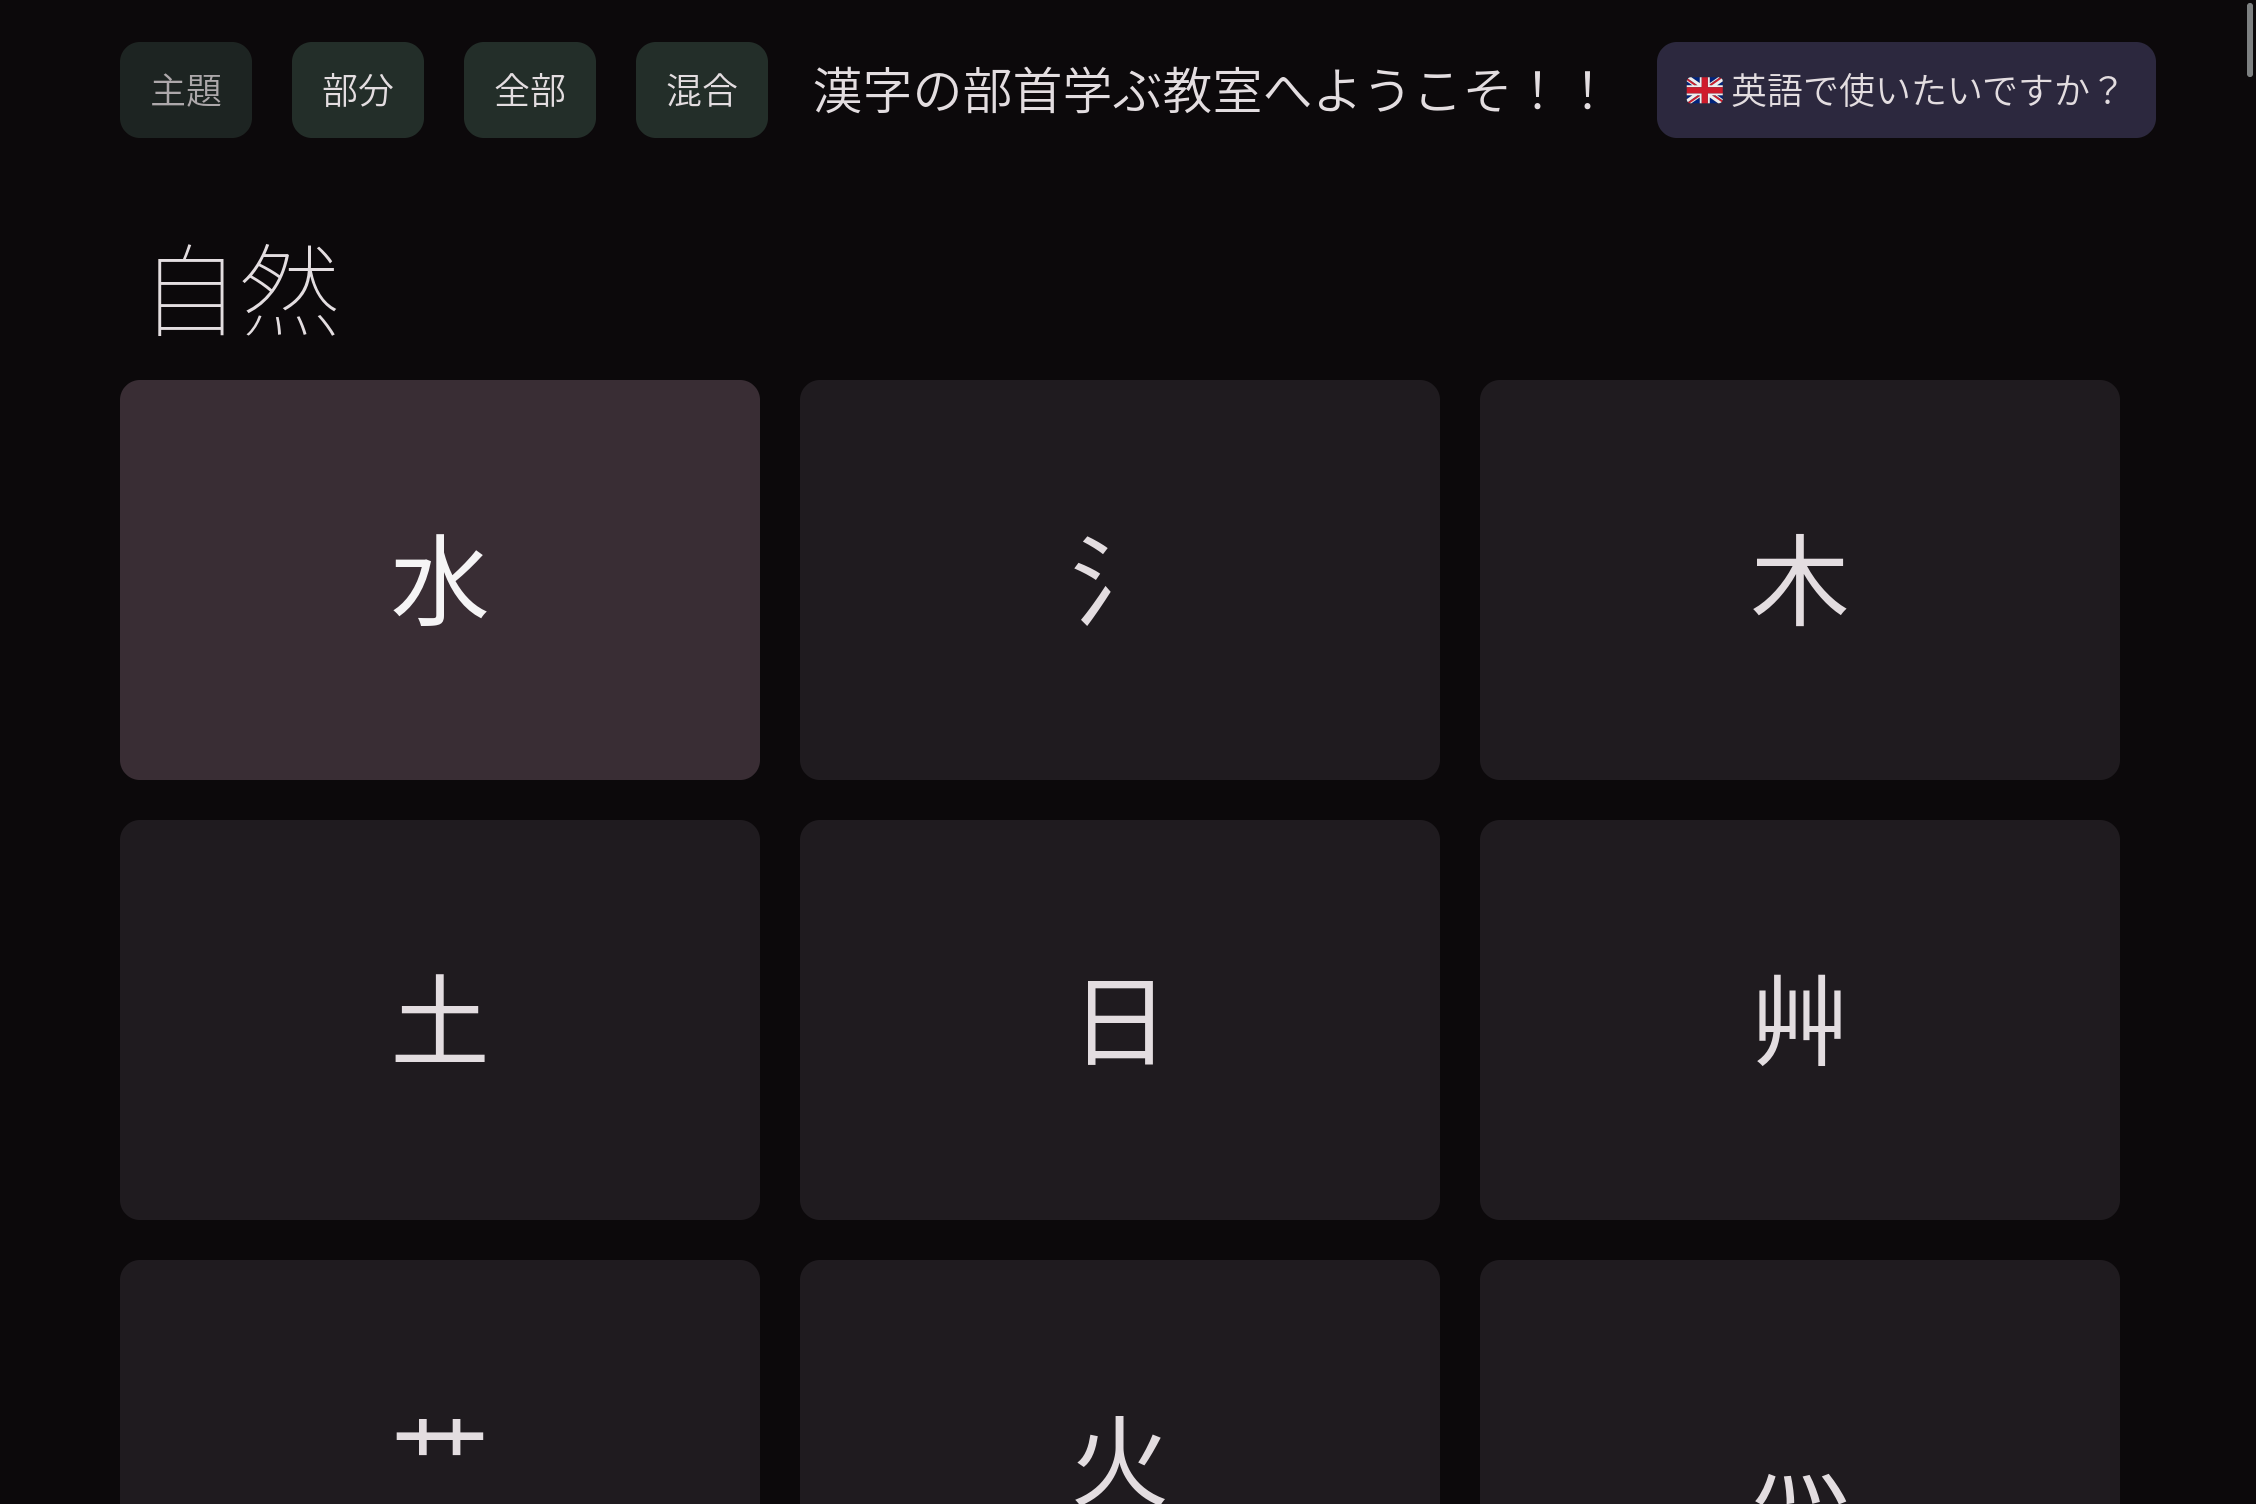 主題 部分 全部 混合 漢字の部首学ぶ教室へようこそ！！ 🇬🇧 英語で使いたいですか？
自然
水 氵 木
土 日 艸
艹 火 灬